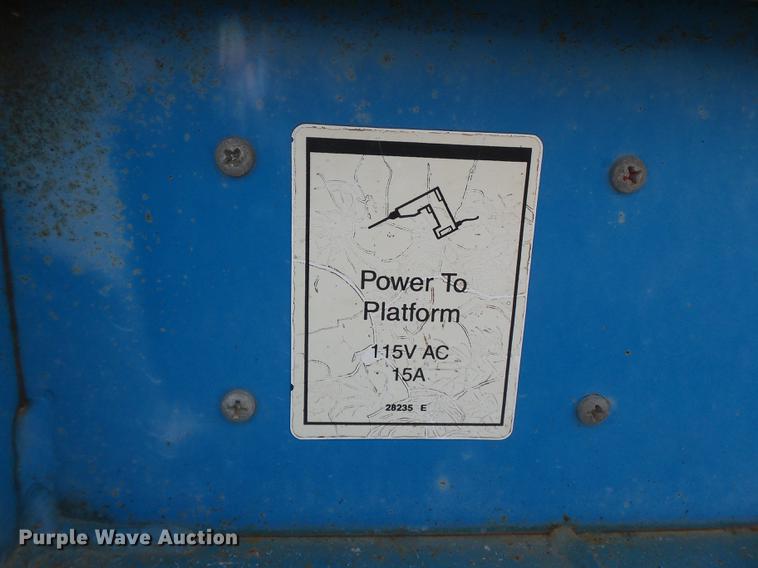 Power To
Platform
115V AC
15A
28235 E
Purple Wave Auction